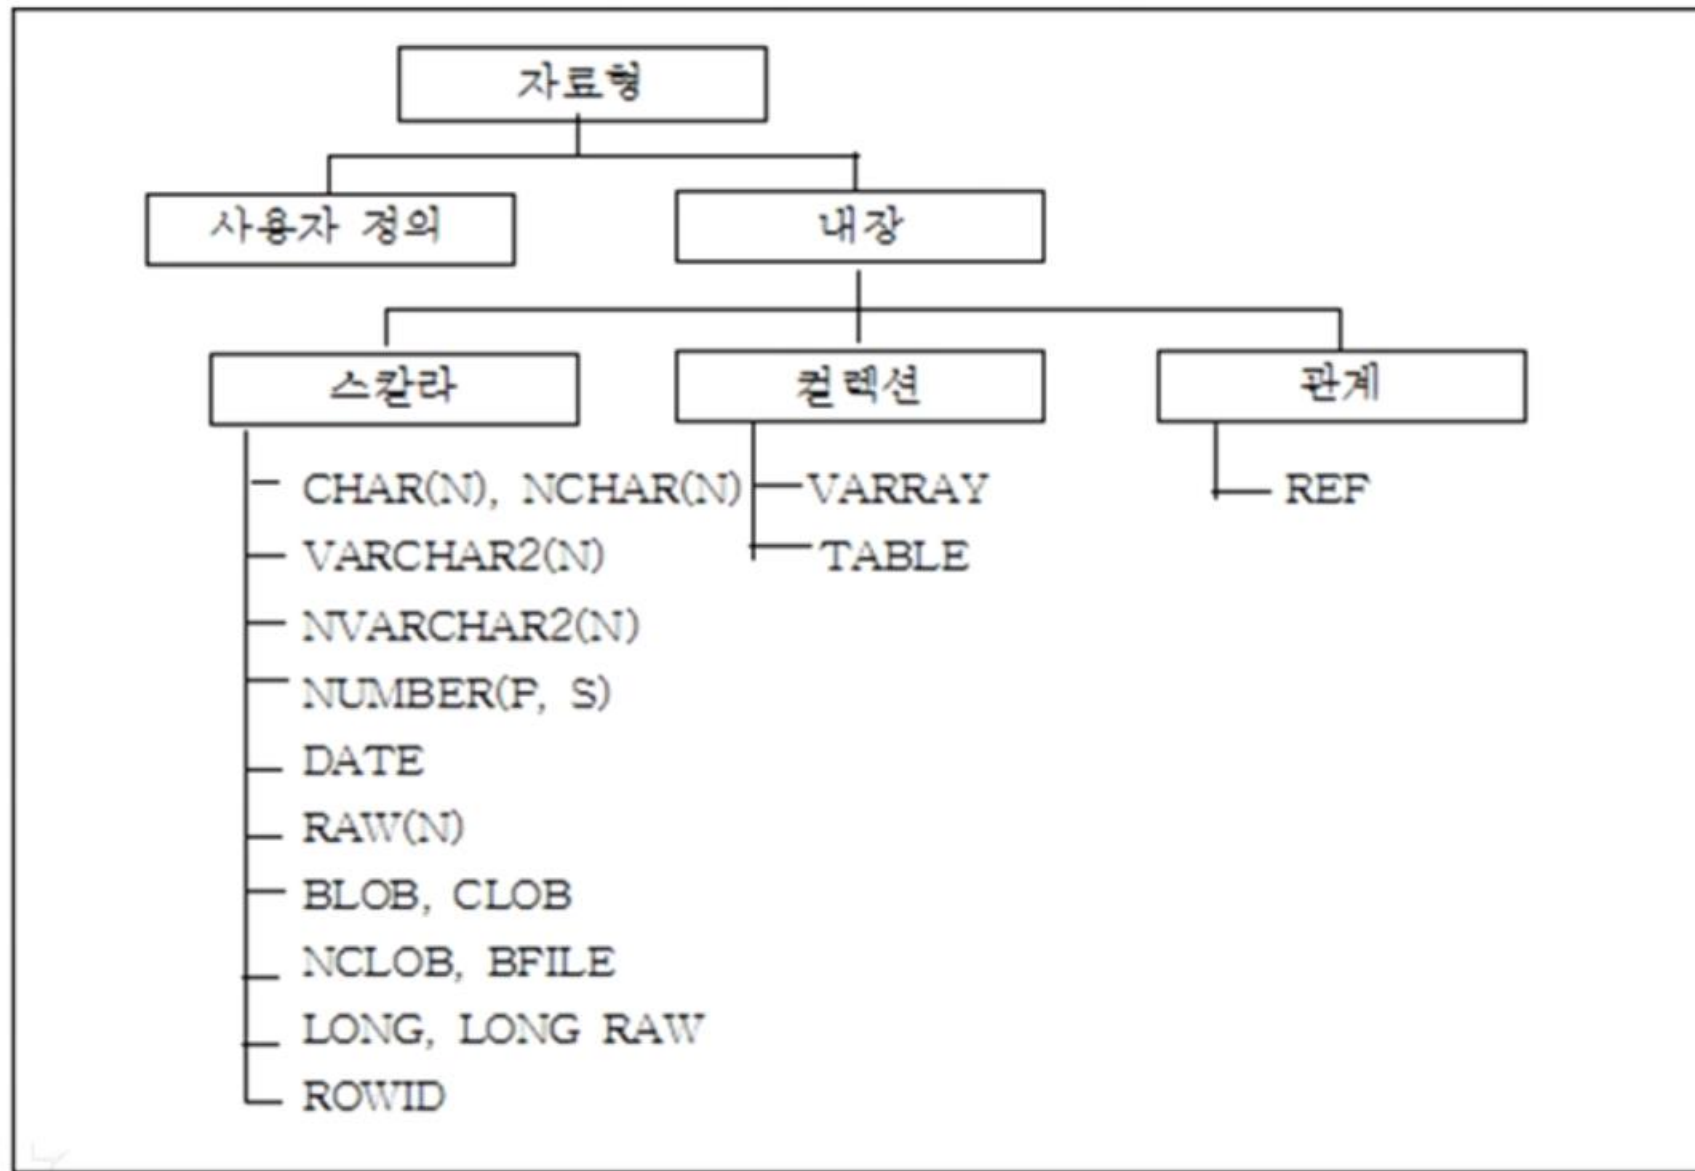 자료형
사용자 정의
내장
스칼라
컬렉션
관계
CHAR(N), NCHAR(N)
VARCHAR2(N)
NVARCHAR2(N)
NUMBER(P, S)
DATE
RAW(N)
BLOB, CLOB
NCLOB, BFILE
LONG, LONG RAW
ROWID
VARRAY
TABLE
REF